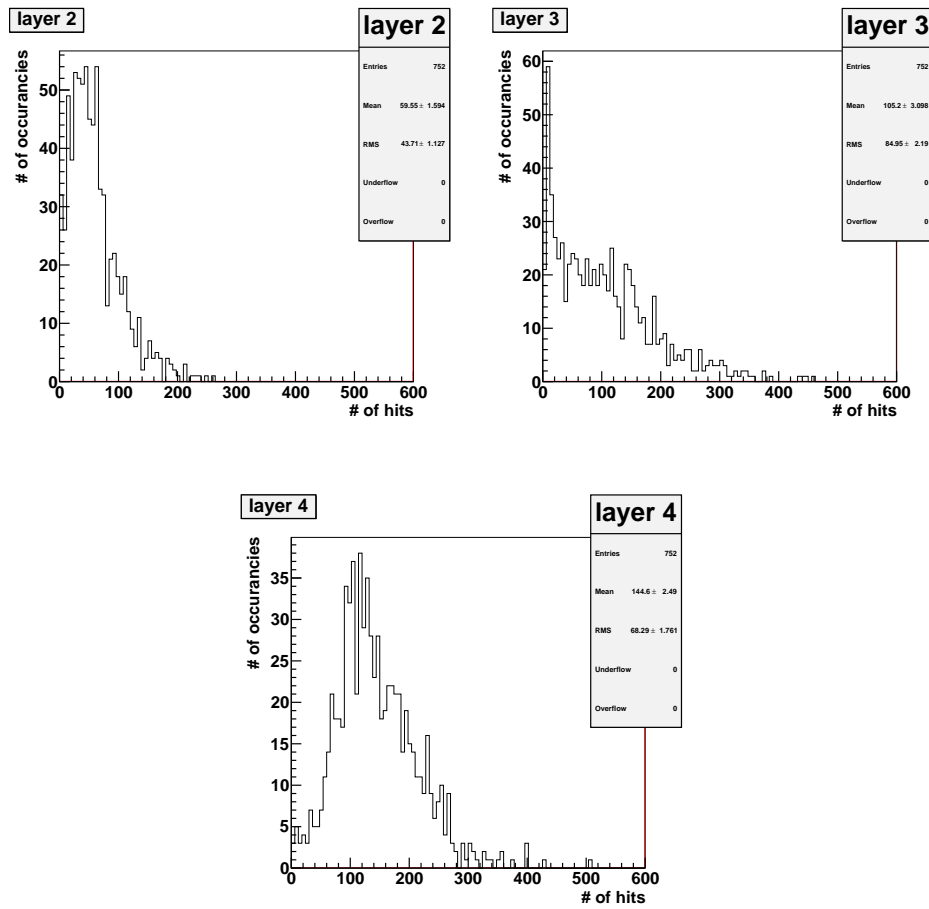 layer 2
layer 2
Entries 752
Mean 59.55 ± 1.594
RMS 43.71 ± 1.127
Underflow 0
Overflow 0
# of occurancies
50
40
30
20
10
0
0 100 200 300 400 500 600
# of hits
layer 3
layer 3
Entries 752
Mean 105.2 ± 3.098
RMS 84.95 ± 2.19
Underflow 0
Overflow 0
# of occurancies
60
50
40
30
20
10
0
0 100 200 300 400 500 600
# of hits
layer 4
layer 4
Entries 752
Mean 144.6 ± 2.49
RMS 68.29 ± 1.761
Underflow 0
Overflow 0
# of occurancies
35
30
25
20
15
10
5
0
0 100 200 300 400 500 600
# of hits